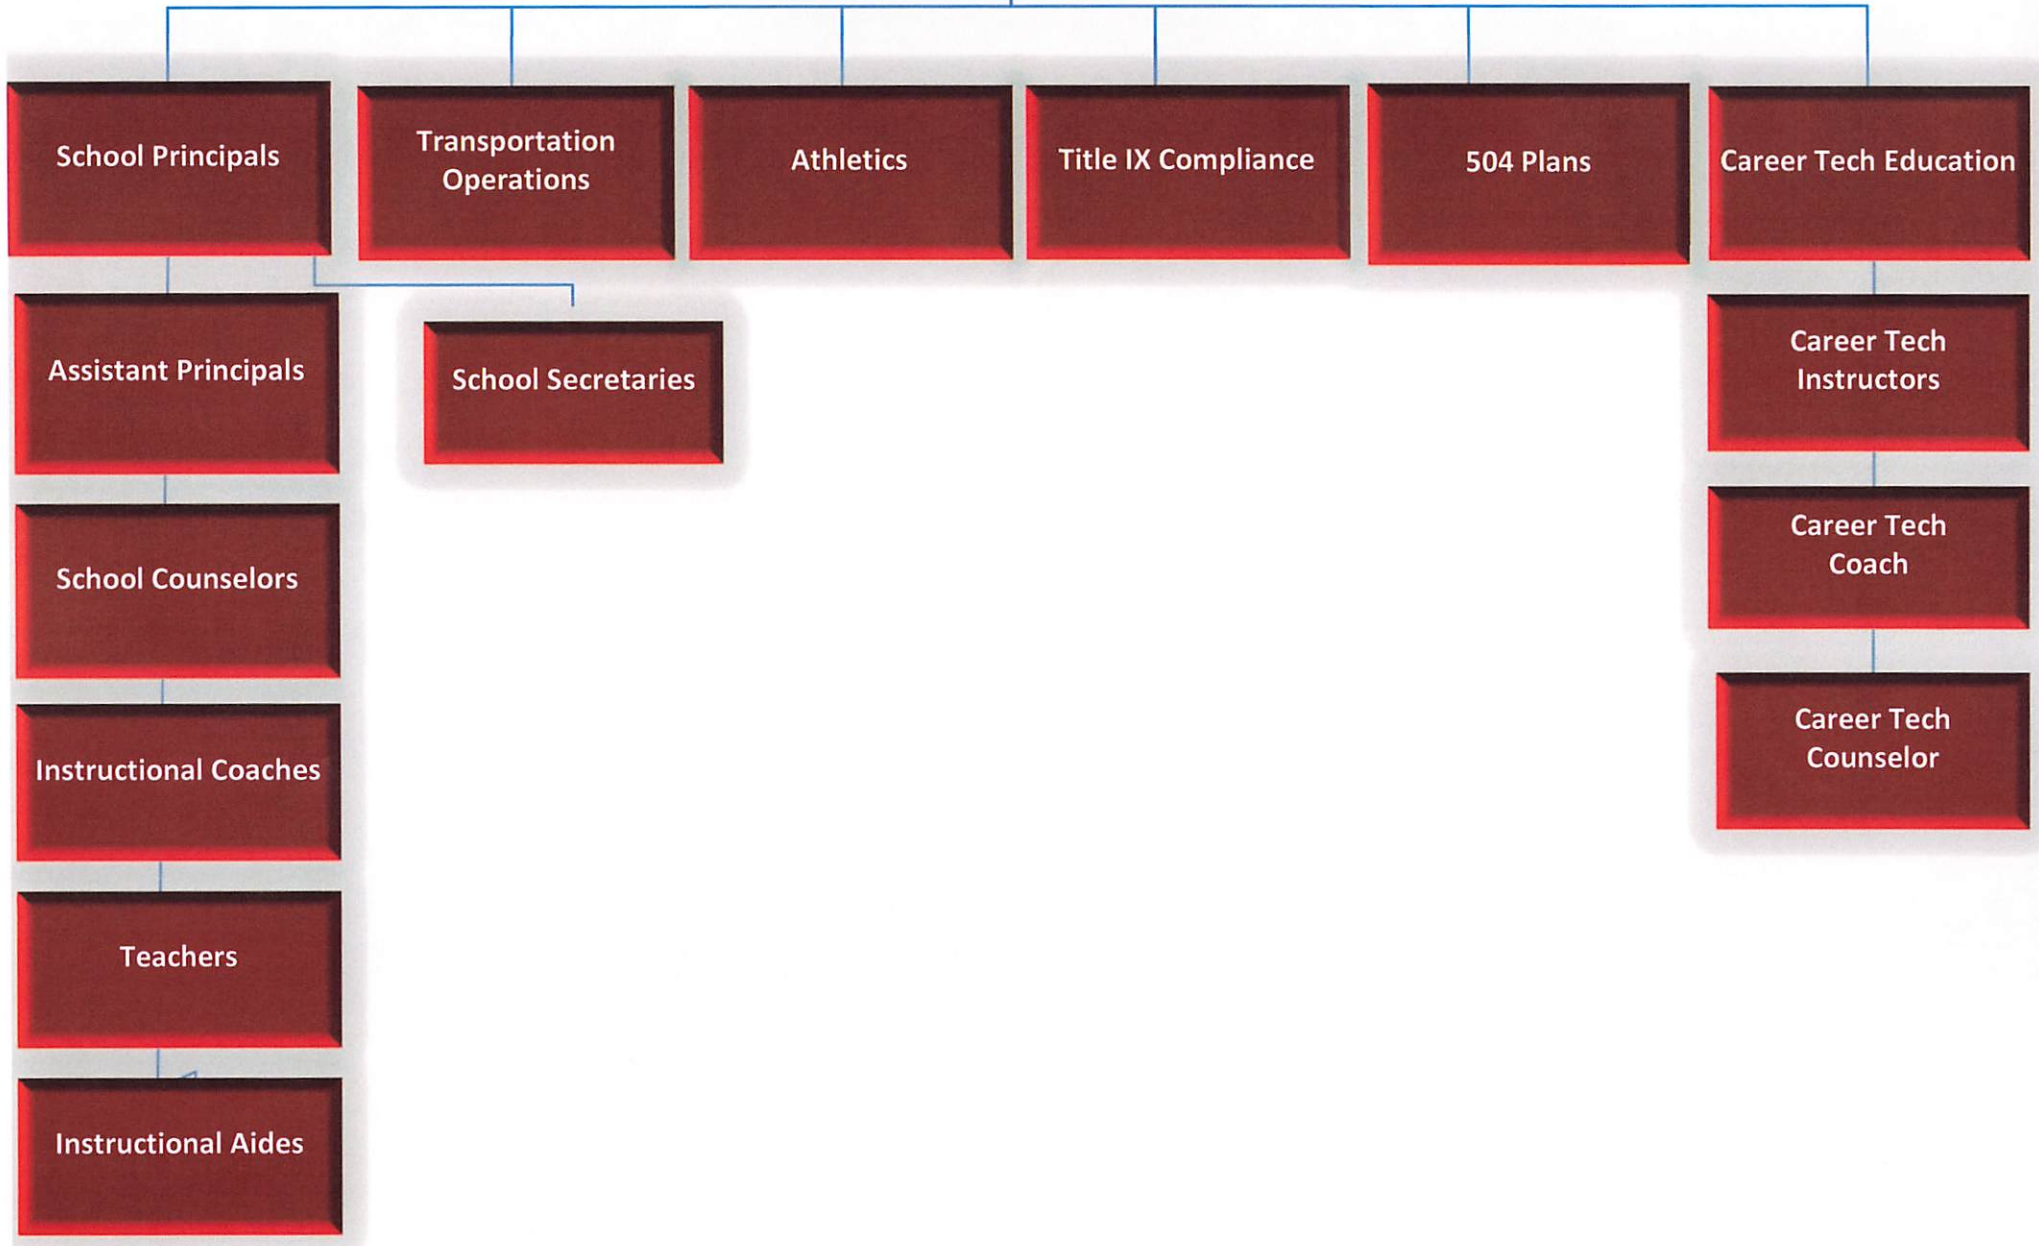 School Principals
Transportation
Operations
Athletics
Title IX Compliance
504 Plans
Career Tech Education
Assistant Principals
School Secretaries
Career Tech
Instructors
School Counselors
Career Tech
Coach
Instructional Coaches
Career Tech
Counselor
Teachers
Instructional Aides